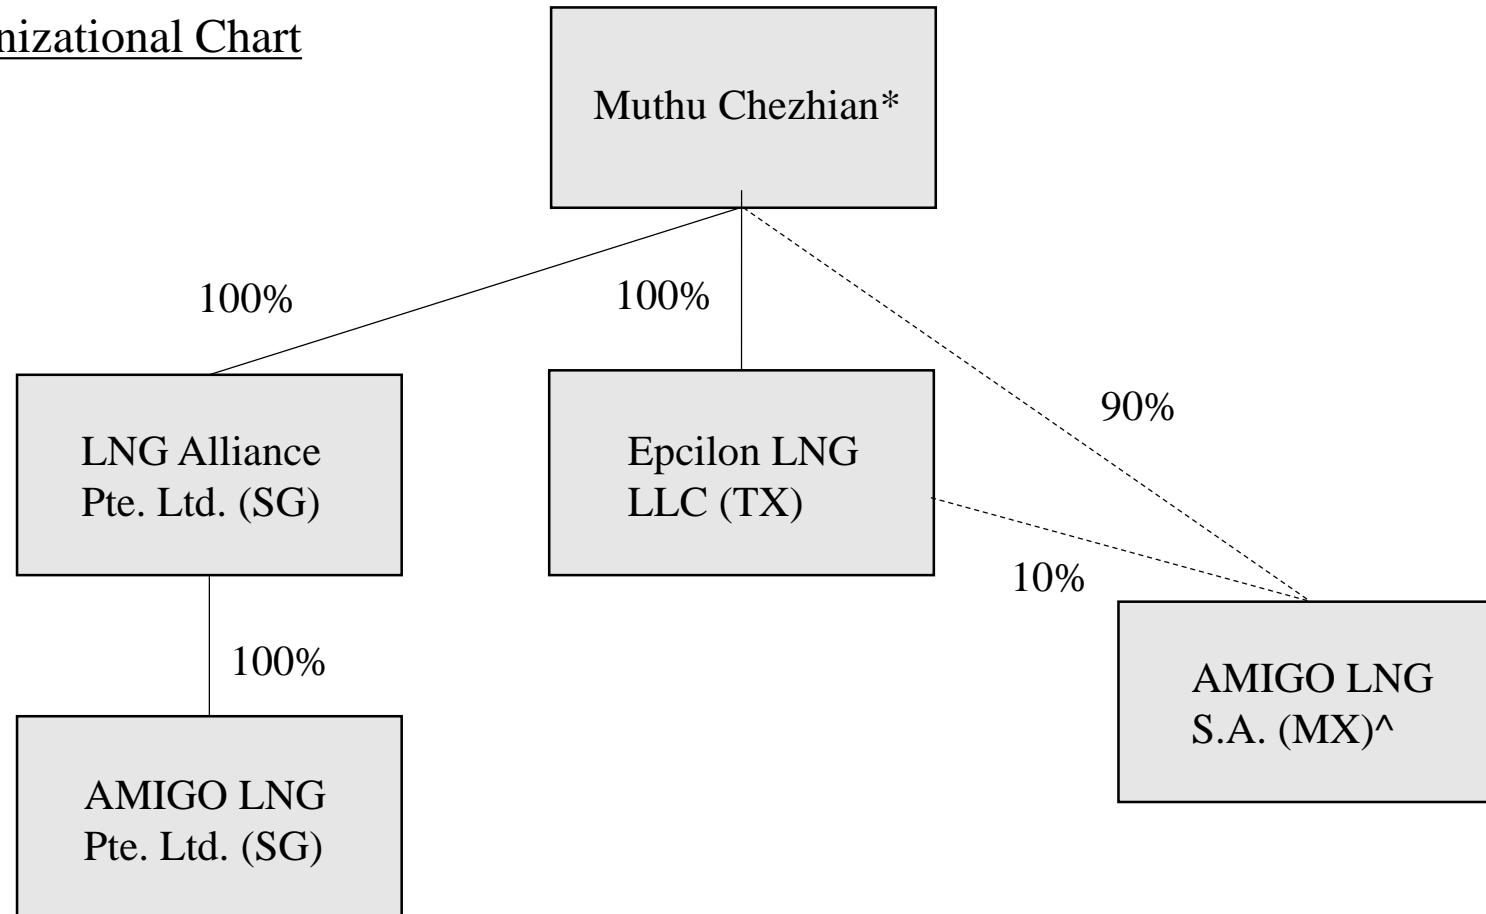 nizational Chart
Muthu Chezhian*
100%
100%
90%
LNG Alliance
Pte. Ltd. (SG)
Epcilon LNG
LLC (TX)
10%
100%
AMIGO LNG
S.A. (MX)^
AMIGO LNG
Pte. Ltd. (SG)